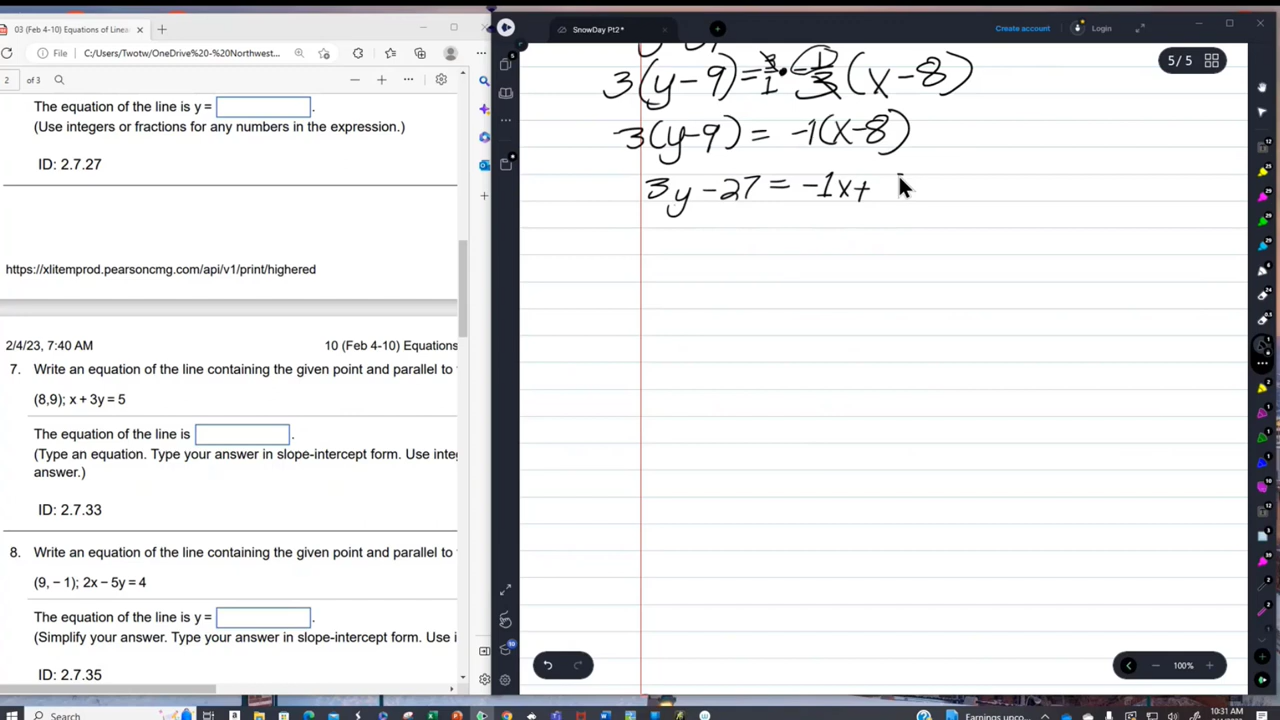 03 (Feb 4-10) Equations of Linea
File
C:/Users/Twotw/OneDrive%20-%20Northwest...
2 of 3
The equation of the line is y = .
(Use integers or fractions for any numbers in the expression.)
ID: 2.7.27
https://xlitemprod.pearsoncmg.com/api/v1/print/highered
2/4/23, 7:40 AM
10 (Feb 4-10) Equations
7. Write an equation of the line containing the given point and parallel to
(8,9); x + 3y = 5
The equation of the line is .
(Type an equation. Type your answer in slope-intercept form. Use inte
answer.)
ID: 2.7.33
8. Write an equation of the line containing the given point and parallel to
(9, − 1); 2x − 5y = 4
The equation of the line is y = .
(Simplify your answer. Type your answer in slope-intercept form. Use i
ID: 2.7.35
SnowDay Pt2*
Create account
Login
5 / 5
3(y-9) = 3/1 • -1/3 (x-8)
3(y-9) = -1(x-8)
3y - 27 = -1x+
100%
Search
Earnings upco...
10:31 AM